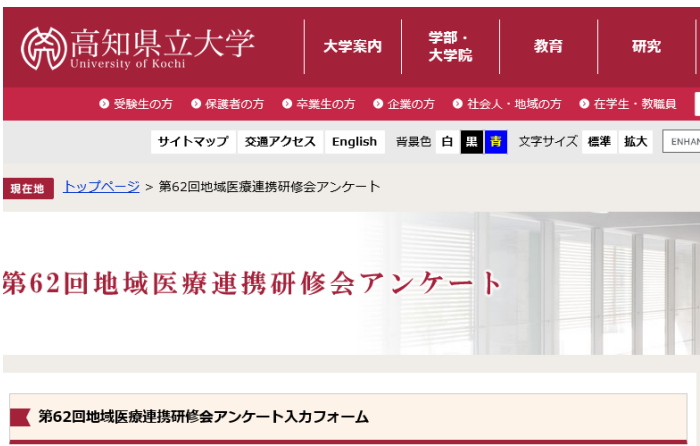 高知県立大学
University of Kochi
大学案内
学部・
大学院
教育
研究
受験生の方 保護者の方 卒業生の方 企業の方 社会人・地域の方 在学生・教職員
サイトマップ 交通アクセス English 背景色 白 黒 青 文字サイズ 標準 拡大 ENHAN
現在地 トップページ > 第62回地域医療連携研修会アンケート
第62回地域医療連携研修会アンケート
第62回地域医療連携研修会アンケート入力フォーム